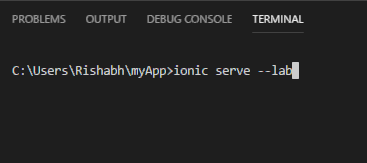 PROBLEMS OUTPUT DEBUG CONSOLE TERMINAL
C:\Users\Rishabh\myApp>ionic serve --lab